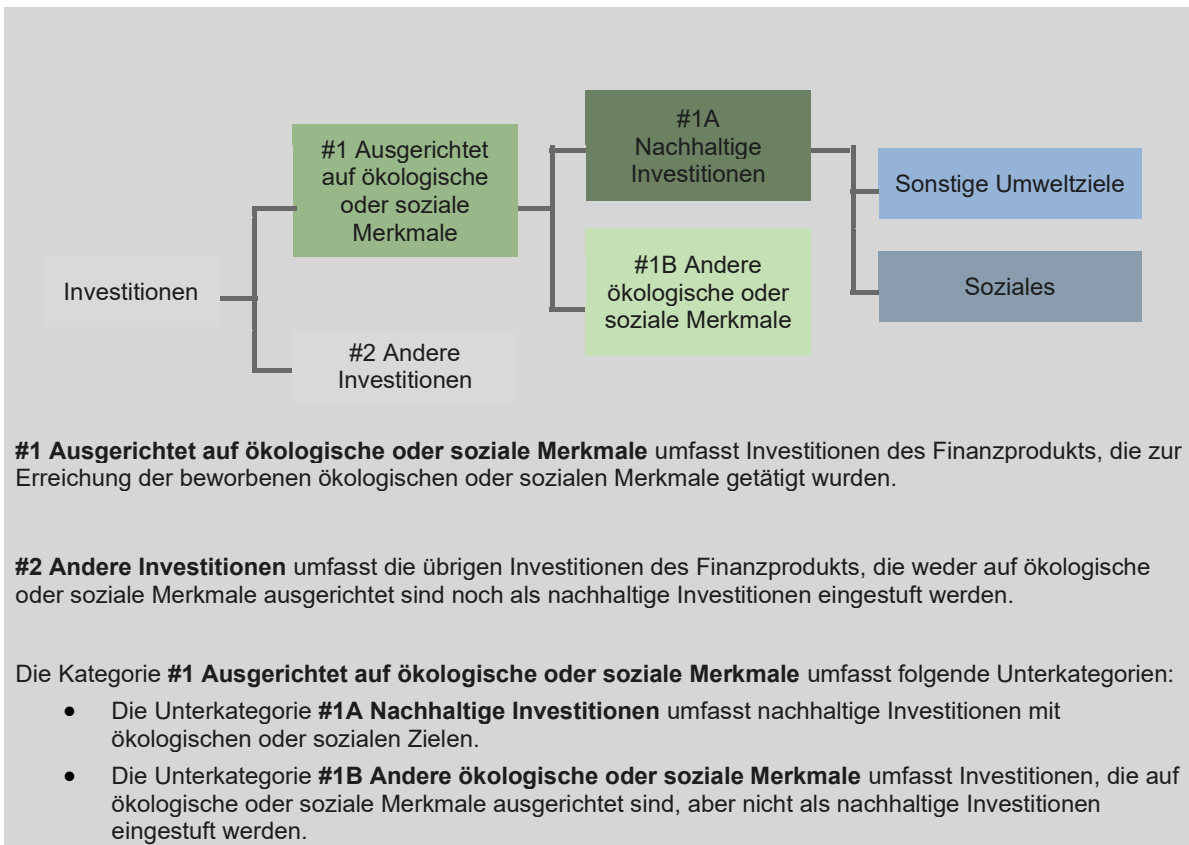 #1A
Nachhaltige
Investitionen
#1 Ausgerichtet
auf ökologische
oder soziale
Merkmale
Sonstige Umweltziele
#1B Andere
ökologische oder
soziale Merkmale
Soziales
Investitionen
#2 Andere
Investitionen
#1 Ausgerichtet auf ökologische oder soziale Merkmale umfasst Investitionen des Finanzprodukts, die zur
Erreichung der beworbenen ökologischen oder sozialen Merkmale getätigt wurden.
#2 Andere Investitionen umfasst die übrigen Investitionen des Finanzprodukts, die weder auf ökologische
oder soziale Merkmale ausgerichtet sind noch als nachhaltige Investitionen eingestuft werden.
Die Kategorie #1 Ausgerichtet auf ökologische oder soziale Merkmale umfasst folgende Unterkategorien:
• Die Unterkategorie #1A Nachhaltige Investitionen umfasst nachhaltige Investitionen mit
ökologischen oder sozialen Zielen.
• Die Unterkategorie #1B Andere ökologische oder soziale Merkmale umfasst Investitionen, die auf
ökologische oder soziale Merkmale ausgerichtet sind, aber nicht als nachhaltige Investitionen
eingestuft werden.